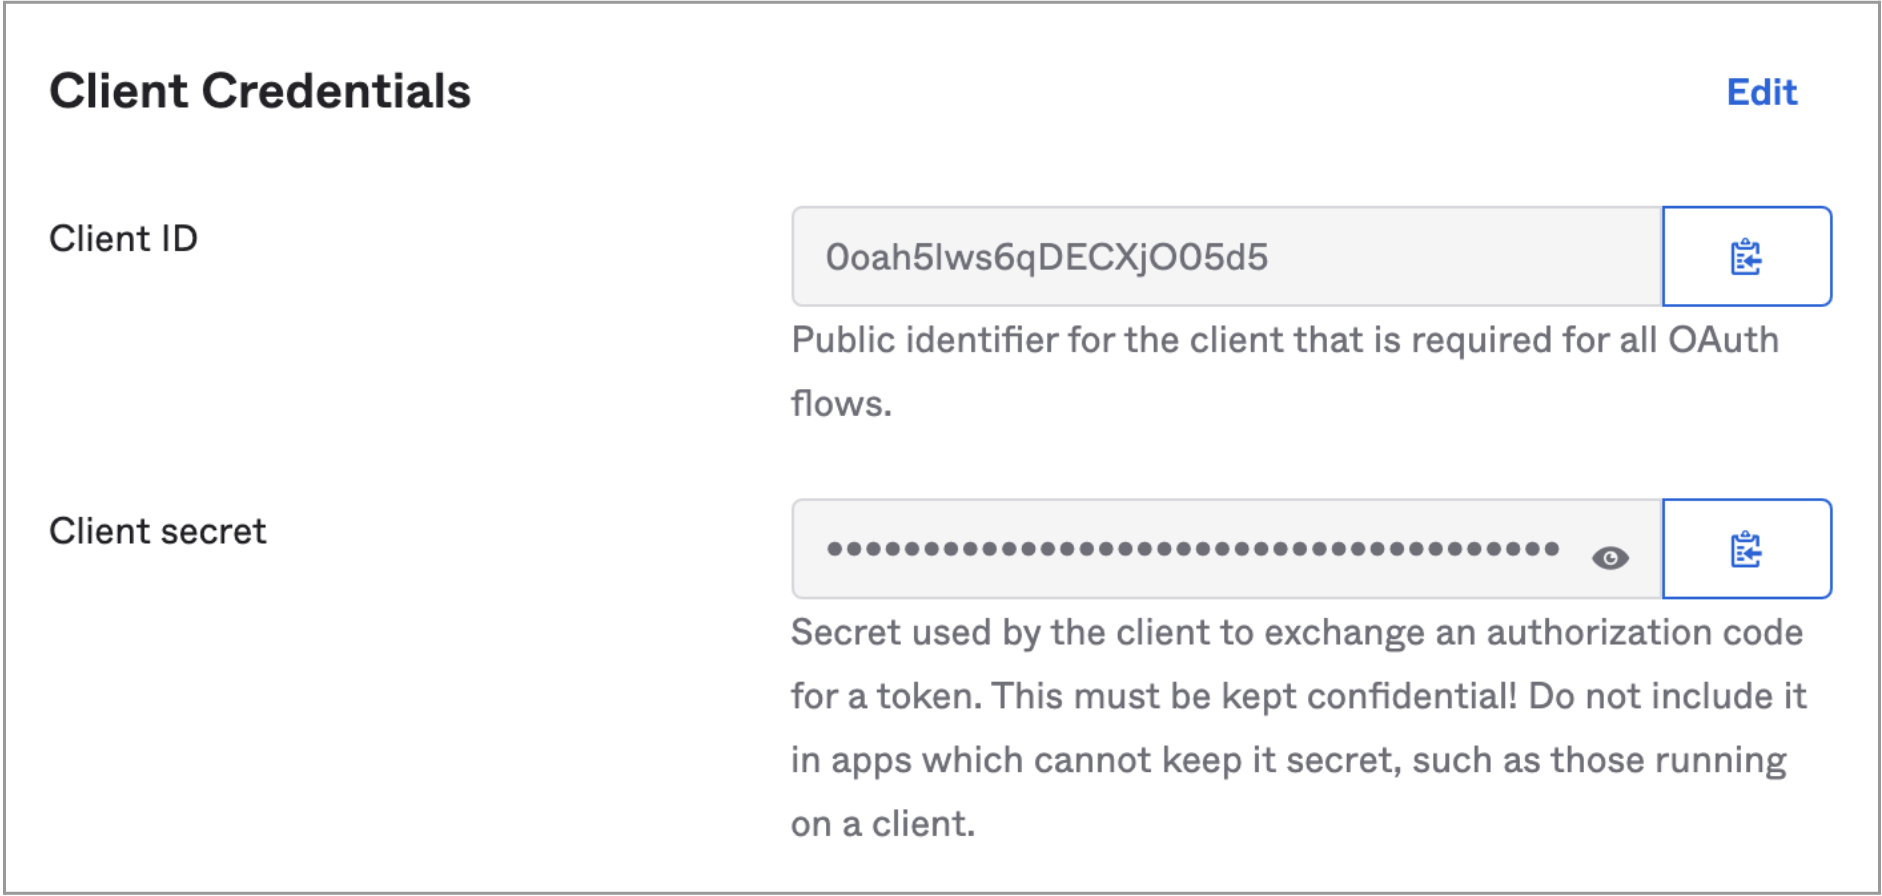 Client Credentials
Edit
Client ID
0oah5lws6qDECXjO05d5
Public identifier for the client that is required for all OAuth
flows.
Client secret
••••••••••••••••••••••••••••••••••••••
Secret used by the client to exchange an authorization code
for a token. This must be kept confidential! Do not include it
in apps which cannot keep it secret, such as those running
on a client.